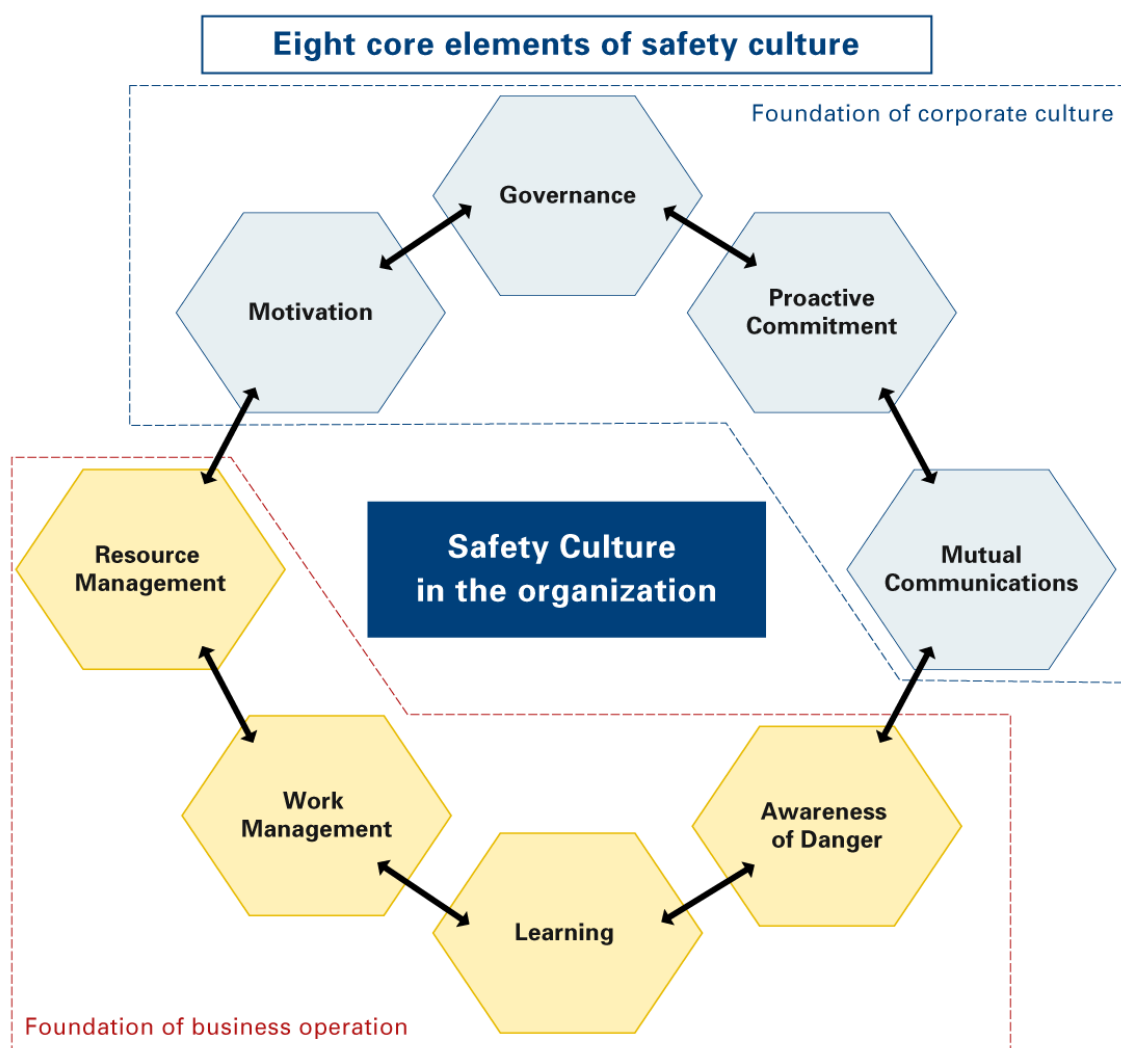 Eight core elements of safety culture
Foundation of corporate culture
Governance
Motivation
Proactive
Commitment
Resource
Management
Safety Culture
in the organization
Mutual
Communications
Work
Management
Awareness
of Danger
Learning
Foundation of business operation